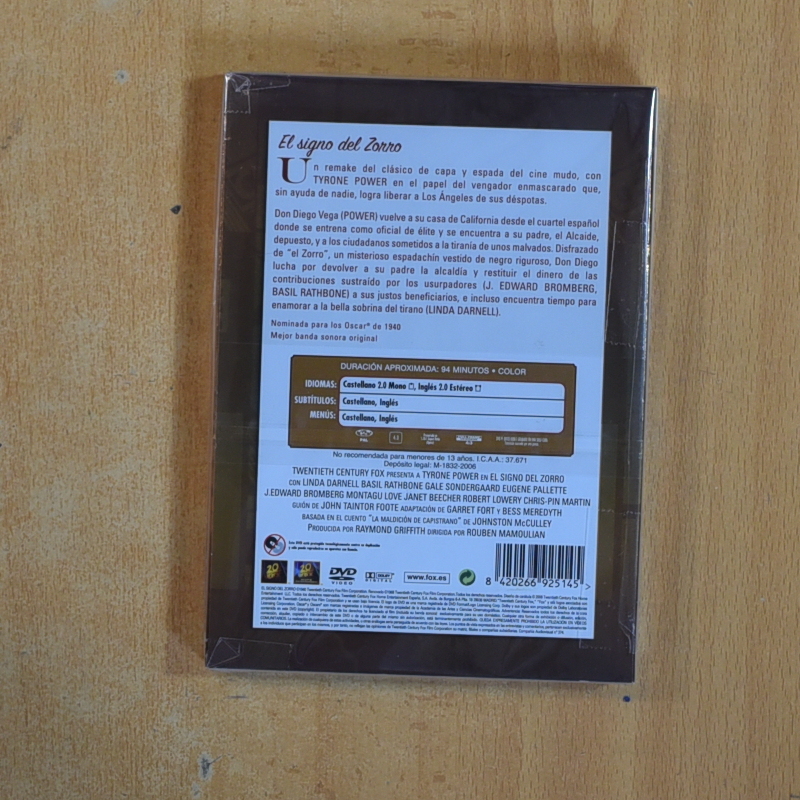 El signo del Zorro
Un remake del clásico de capa y espada del cine mudo, con
TYRONE POWER en el papel del vengador enmascarado que,
sin ayuda de nadie, logra liberar a Los Ángeles de sus déspotas.
Don Diego Vega (POWER) vuelve a su casa de California desde el cuartel español
donde se entrena como oficial de élite y se encuentra a su padre, el Alcaide,
depuesto, y a los ciudadanos sometidos a la tiranía de unos malvados. Disfrazado
de "el Zorro", un misterioso espadachín vestido de negro riguroso, Don Diego
lucha por devolver a su padre la alcaldía y restituir el dinero de las
contribuciones sustraído por los usurpadores (J. EDWARD BROMBERG,
BASIL RATHBONE) a sus justos beneficiarios, e incluso encuentra tiempo para
enamorar a la bella sobrina del tirano (LINDA DARNELL).
Nominada para los Oscar® de 1940
Mejor banda sonora original
DURACIÓN APROXIMADA: 94 MINUTOS • COLOR
IDIOMAS: Castellano 2.0 Mono, Inglés 2.0 Estéreo
SUBTÍTULOS: Castellano, Inglés
MENÚS: Castellano, Inglés
PAL
No recomendada para menores de 13 años. I.C.A.A.: 37.671
Depósito legal: M-1832-2006
TWENTIETH CENTURY FOX PRESENTA A TYRONE POWER EN EL SIGNO DEL ZORRO
CON LINDA DARNELL BASIL RATHBONE GALE SONDERGAARD EUGENE PALLETTE
J.EDWARD BROMBERG MONTAGU LOVE JANET BEECHER ROBERT LOWERY CHRIS-PIN MARTIN
GUIÓN DE JOHN TAINTOR FOOTE ADAPTACIÓN DE GARRET FORT Y BESS MEREDYTH
BASADA EN EL CUENTO "LA MALDICIÓN DE CAPISTRANO" DE JOHNSTON McCULLEY
PRODUCIDA POR RAYMOND GRIFFITH DIRIGIDA POR ROUBEN MAMOULIAN
DVD VIDEO
DOLBY DIGITAL
www.fox.es
8 420266 925145 >